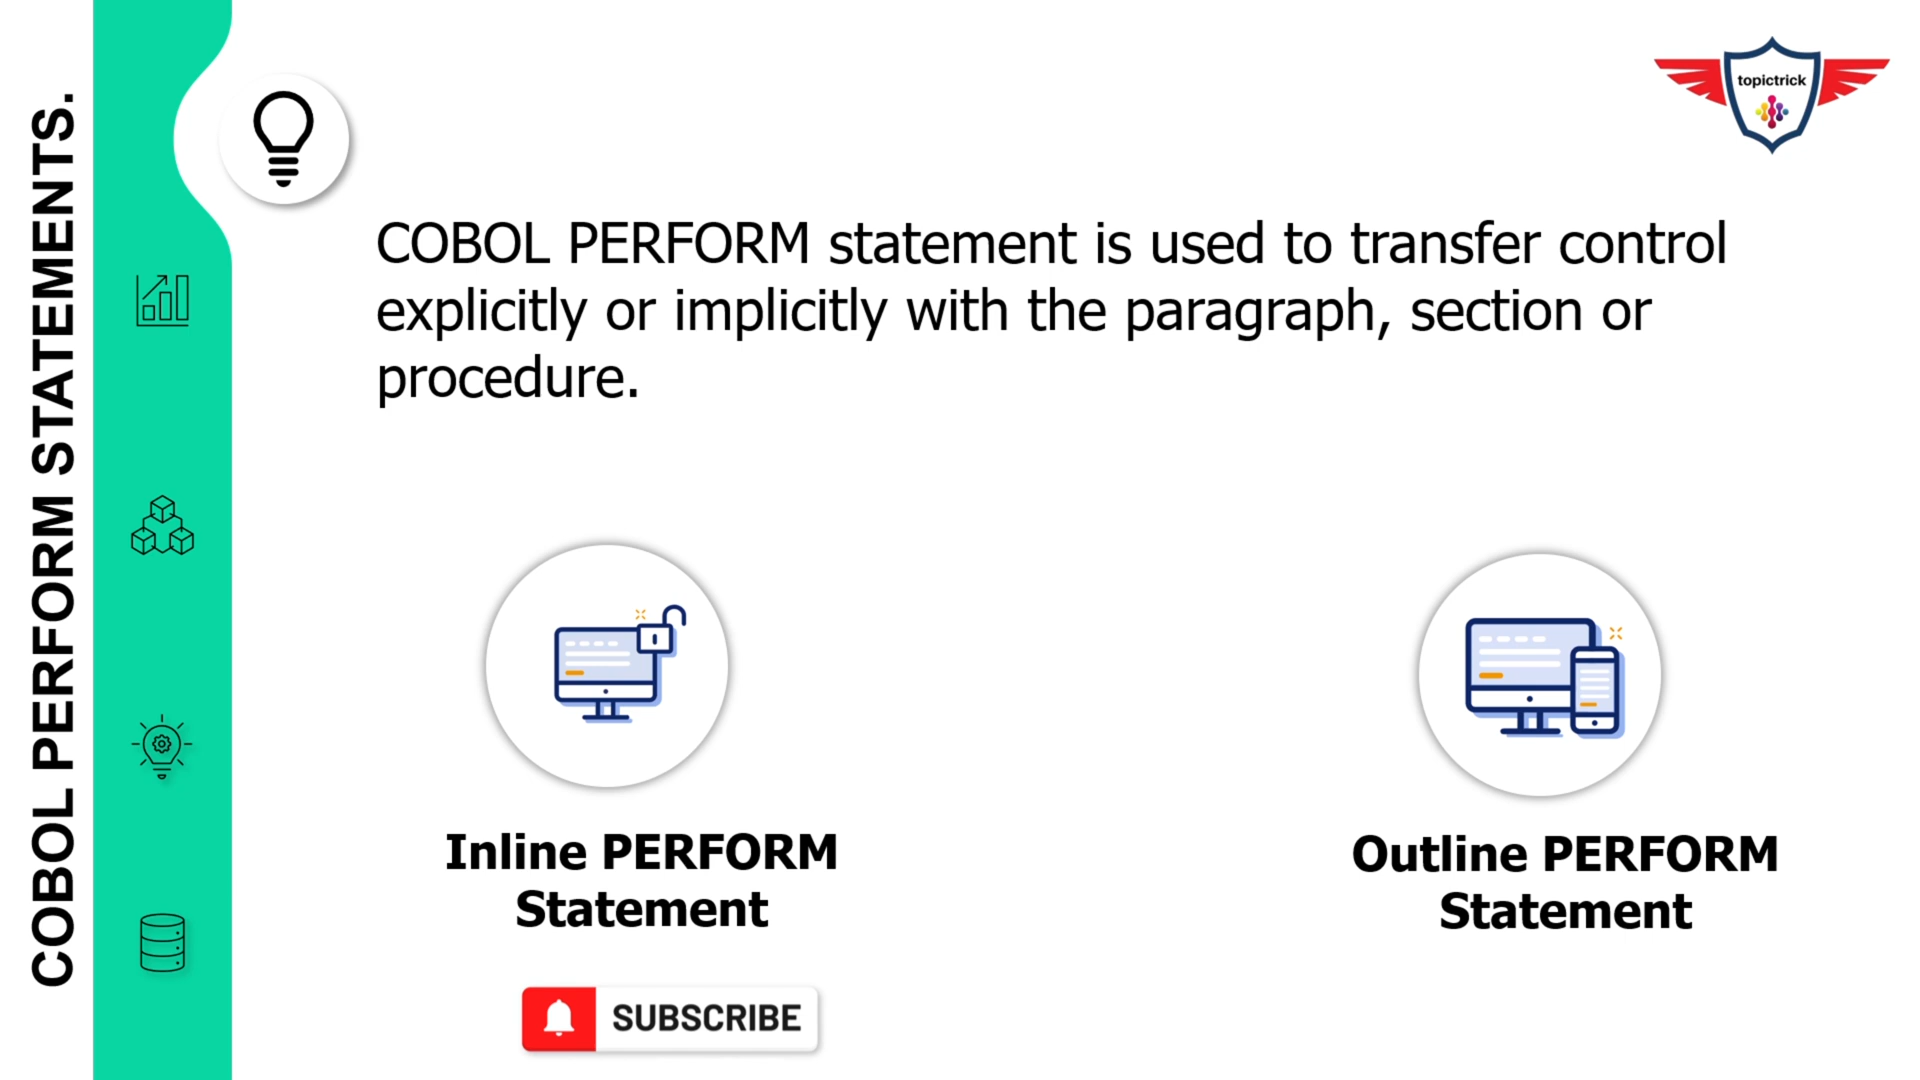 COBOL PERFORM STATEMENTS.
topictrick
COBOL PERFORM statement is used to transfer control
explicitly or implicitly with the paragraph, section or
procedure.
Inline PERFORM
Statement
Outline PERFORM
Statement
SUBSCRIBE